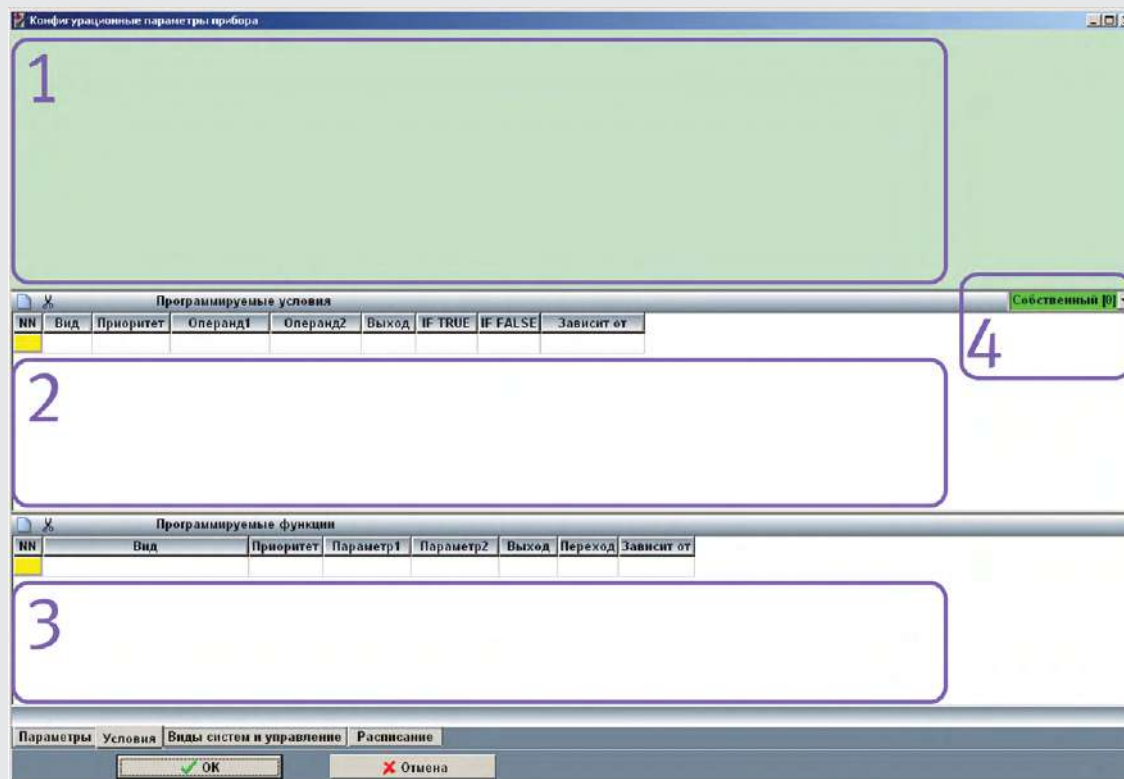 Конфигурационные параметры прибора
1
Программируемые условия
Собственный [0]
NN Вид Приоритет Операнд1 Операнд2 Выход IF TRUE IF FALSE Зависит от
4
2
Программируемые функции
NN Вид Приоритет Параметр1 Параметр2 Выход Переход Зависит от
3
Параметры Условия Виды систем и управление Расписание
OK Отмена